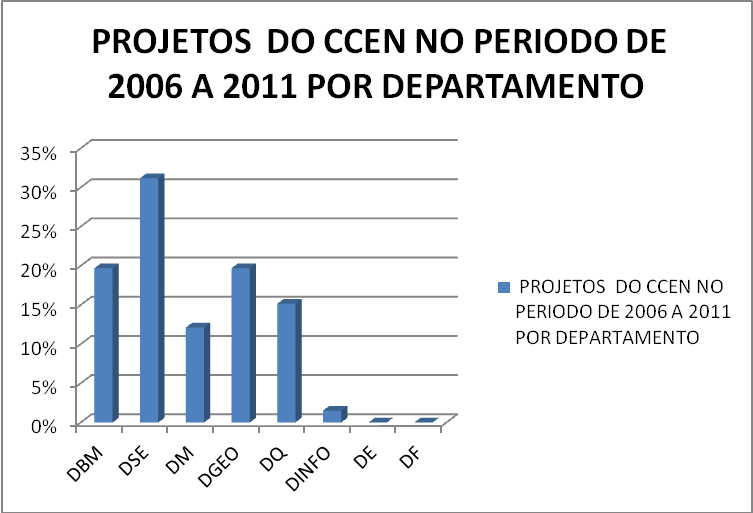 PROJETOS DO CCEN NO PERIODO DE
2006 A 2011 POR DEPARTAMENTO
35%
30%
25%
20%
15%
10%
5%
0%
DBM
DSE
DM
DGEO
DQ
DINFO
DE
DF
PROJETOS DO CCEN NO
PERIODO DE 2006 A 2011
POR DEPARTAMENTO